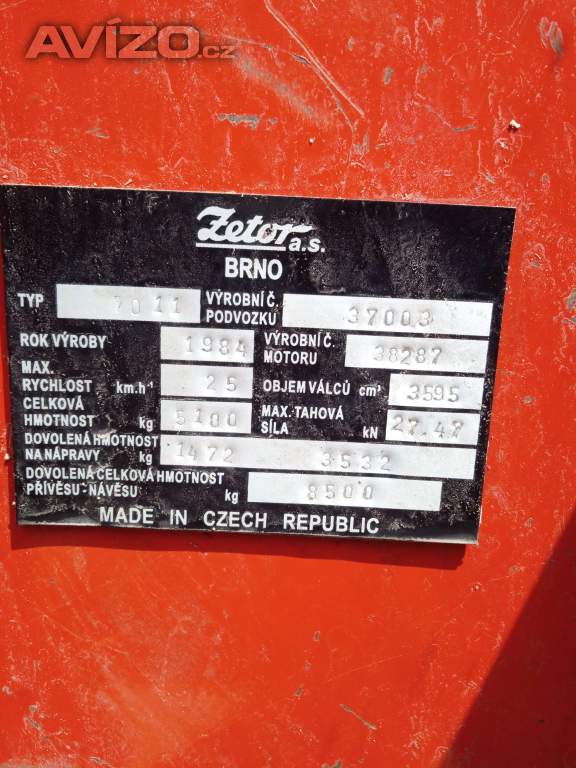 AVÍZO.cz
Zetor a.s.
BRNO
TYP 7011 VÝROBNÍ Č. PODVOZKU 37003
ROK VÝROBY 1984 VÝROBNÍ Č. MOTORU 38287
MAX. RYCHLOST km.h⁻¹ 25 OBJEM VÁLCŮ cm³ 3595
CELKOVÁ HMOTNOST kg 5100 MAX. TAHOVÁ SÍLA kN 27.47
DOVOLENÁ HMOTNOST NA NÁPRAVY kg 1472 3532
DOVOLENÁ CELKOVÁ HMOTNOST PŘÍVĚSU-NÁVĚSU kg 8500
MADE IN CZECH REPUBLIC